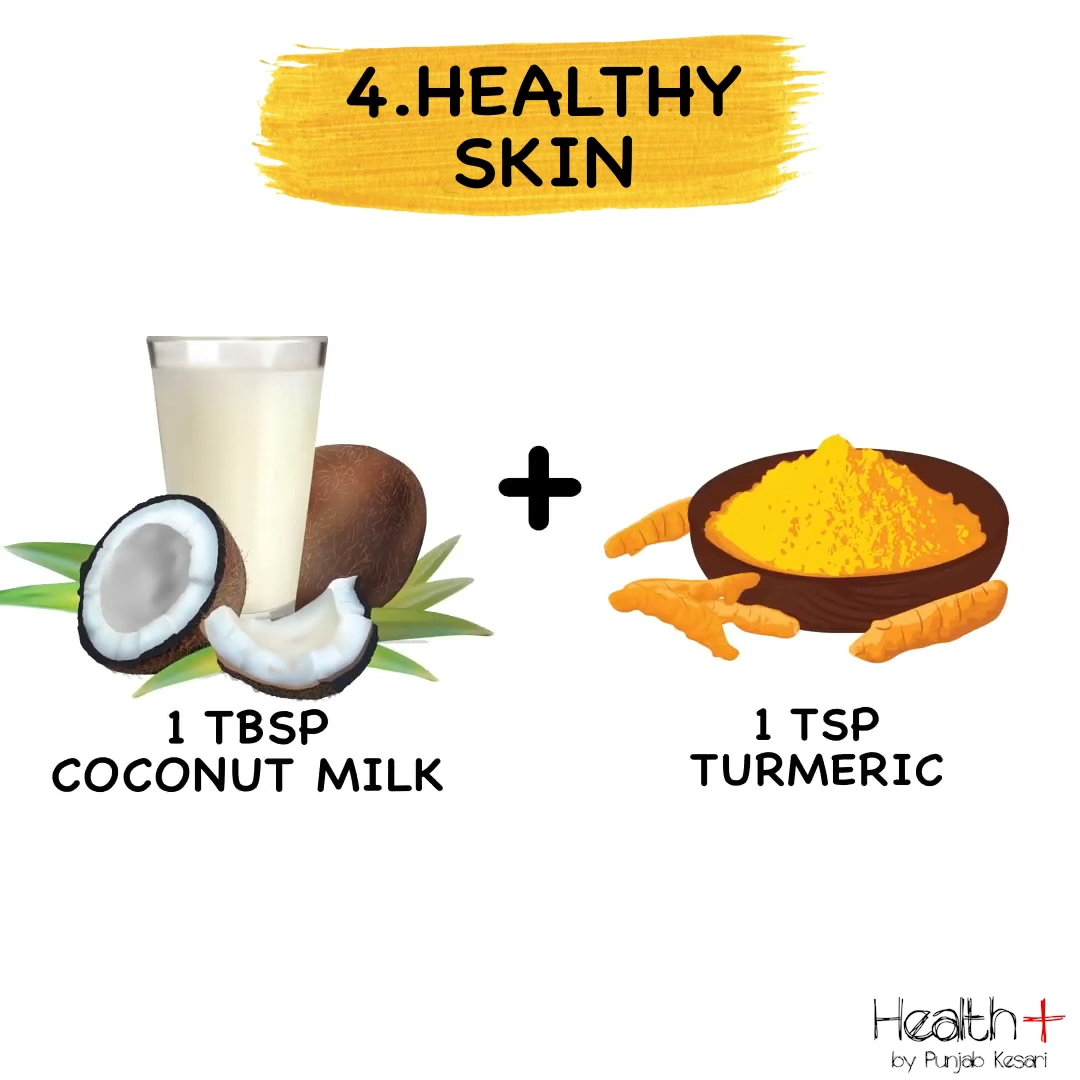 4.HEALTHY
SKIN
1 TBSP
COCONUT MILK
1 TSP
TURMERIC
Health+
by Punjab Kesari